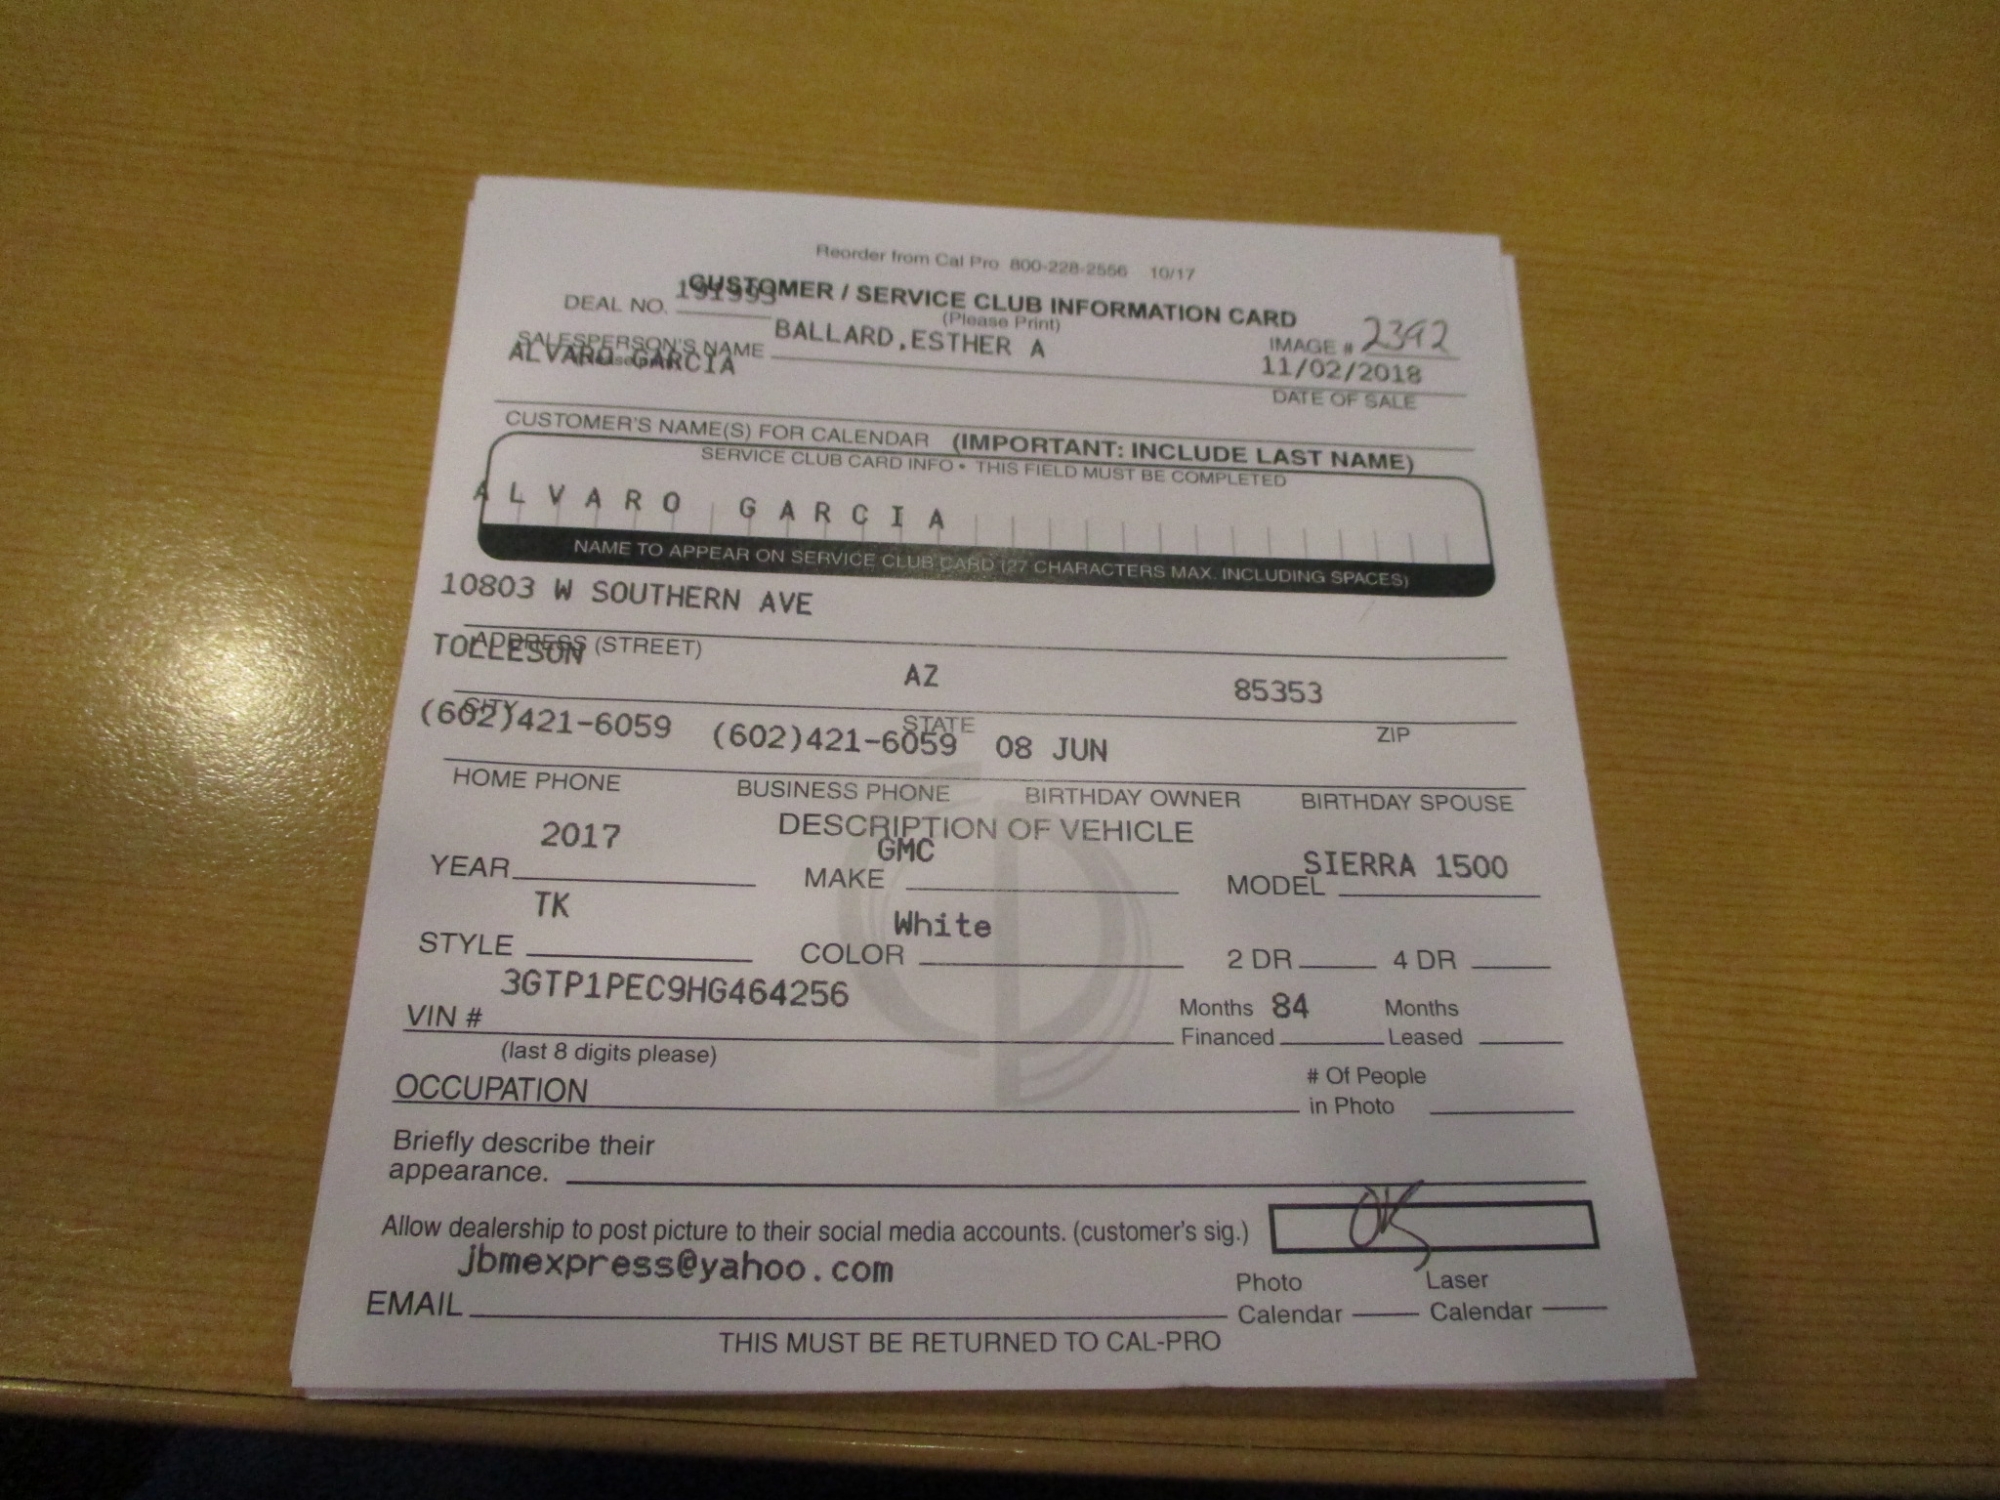 Reorder from Cal Pro 800-228-2556 10/17
CUSTOMER / SERVICE CLUB INFORMATION CARD
(Please Print)
DEAL NO. 191993
SALESPERSON'S NAME BALLARD,ESTHER A
IMAGE # 2392
ALVARO GARCIA
11/02/2018
DATE OF SALE
CUSTOMER'S NAME(S) FOR CALENDAR (IMPORTANT: INCLUDE LAST NAME)
SERVICE CLUB CARD INFO • THIS FIELD MUST BE COMPLETED
ALVARO GARCIA
NAME TO APPEAR ON SERVICE CLUB CARD (27 CHARACTERS MAX. INCLUDING SPACES)
10803 W SOUTHERN AVE
ADDRESS (STREET)
TOLLESON AZ 85353
CITY STATE ZIP
(602)421-6059 (602)421-6059 08 JUN
HOME PHONE BUSINESS PHONE BIRTHDAY OWNER BIRTHDAY SPOUSE
DESCRIPTION OF VEHICLE
2017 GMC SIERRA 1500
YEAR MAKE MODEL
TK White
STYLE COLOR 2 DR 4 DR
3GTP1PEC9HG464256
VIN #
(last 8 digits please)
Months 84 Months
Financed Leased
OCCUPATION
# Of People
in Photo
Briefly describe their
appearance.
Allow dealership to post picture to their social media accounts. (customer's sig.) OK
jbmexpress@yahoo.com
EMAIL
Photo Laser
Calendar Calendar
THIS MUST BE RETURNED TO CAL-PRO